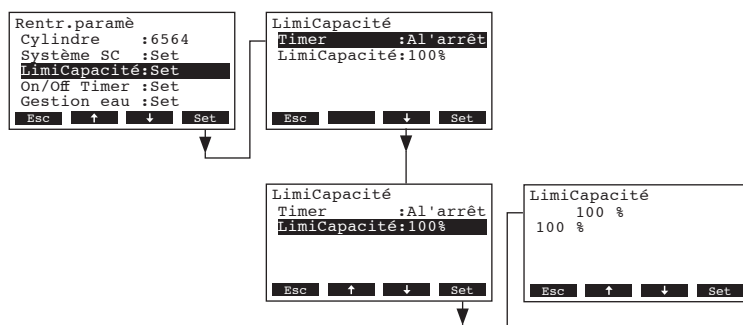 Rentr.paramè
Cylindre :6564
Système SC :Set
LimiCapacité:Set
On/Off Timer :Set
Gestion eau :Set
Esc ↑ ↓ Set
LimiCapacité
Timer :Al'arrêt
LimiCapacité:100%
Esc ↓ Set
LimiCapacité
Timer :Al'arrêt
LimiCapacité:100%
Esc ↑ ↓ Set
LimiCapacité
100 %
100 %
Esc ↑ ↓ Set